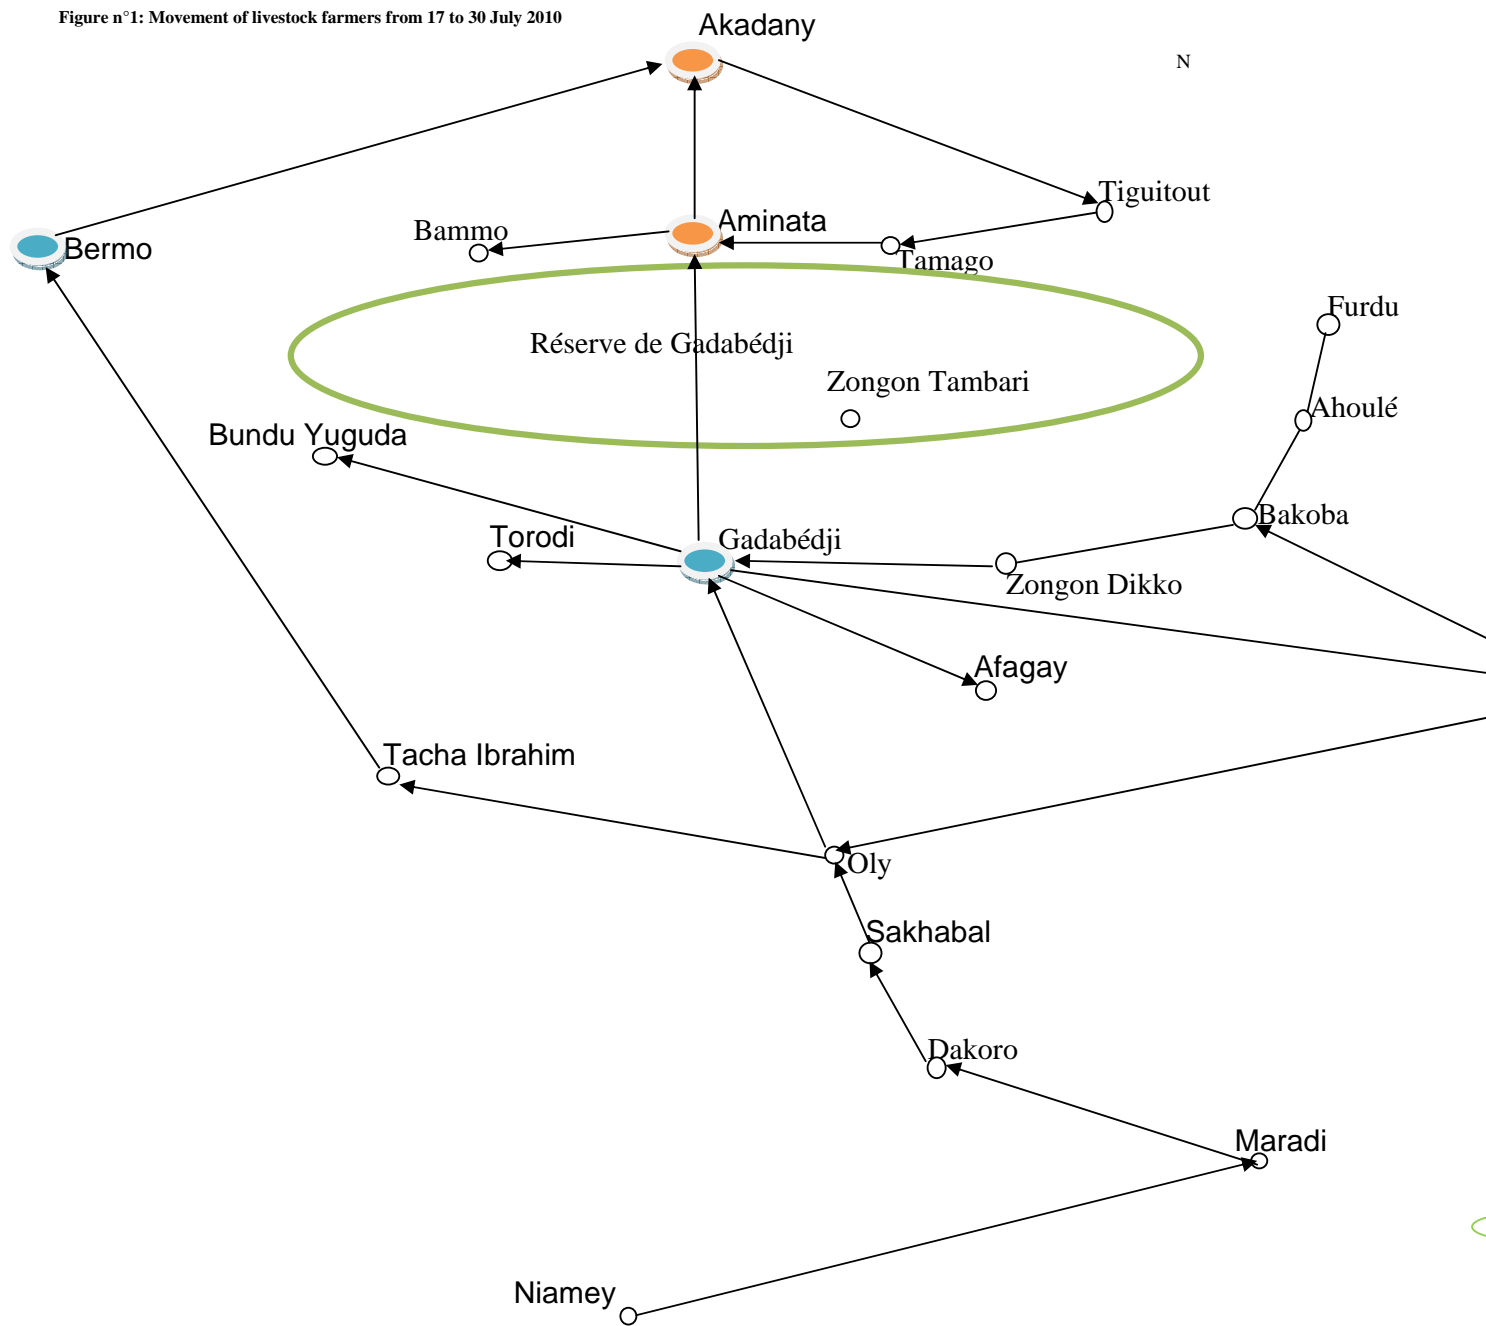 Figure n°1: Movement of livestock farmers from 17 to 30 July 2010
Akadany
N
Tiguitout
Aminata
Bammo
Bermo
Tamago
Furdu
Réserve de Gadabédji
Zongon Tambari
Ahoulé
Bundu Yuguda
Bakoba
Torodi
Gadabédji
Zongon Dikko
Afagay
Tacha Ibrahim
Oly
Sakhabal
Dakoro
Maradi
Niamey